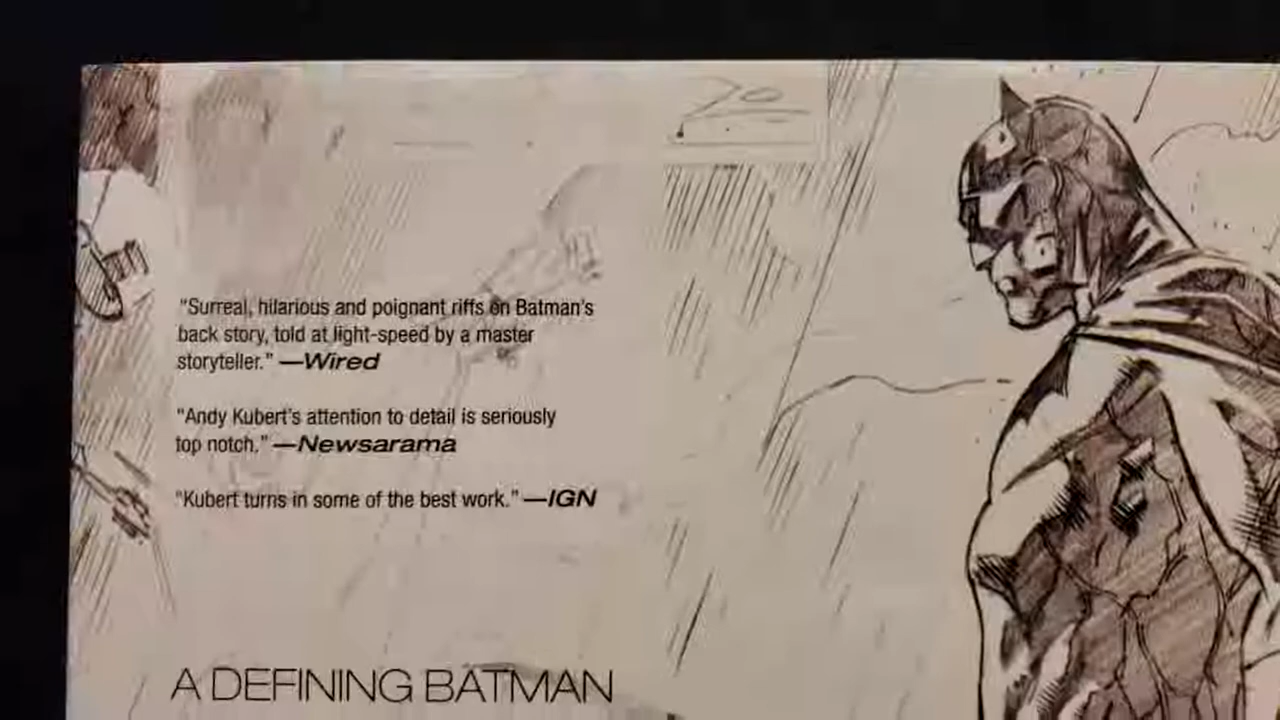 20
"Surreal, hilarious and poignant riffs on Batman's
back story, told at light-speed by a master
storyteller." —Wired
"Andy Kubert's attention to detail is seriously
top notch." —Newsarama
"Kubert turns in some of the best work." —IGN
A DEFINING BATMAN